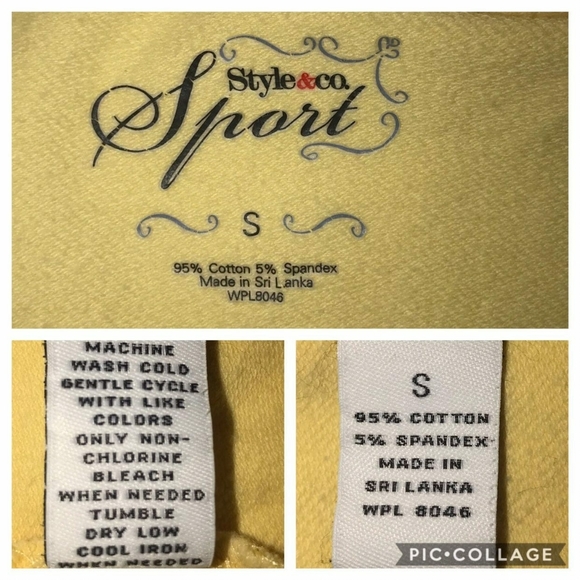 Style&co.
Sport
S
95% Cotton 5% Spandex
Made in Sri Lanka
WPL8046
MACHINE
WASH COLD
GENTLE CYCLE
WITH LIKE
COLORS
ONLY NON-
CHLORINE
BLEACH
WHEN NEEDED
TUMBLE
DRY LOW
COOL IRON
WHEN NEEDED
S
95% COTTON
5% SPANDEX
MADE IN
SRI LANKA
WPL 8046
PIC•COLLAGE